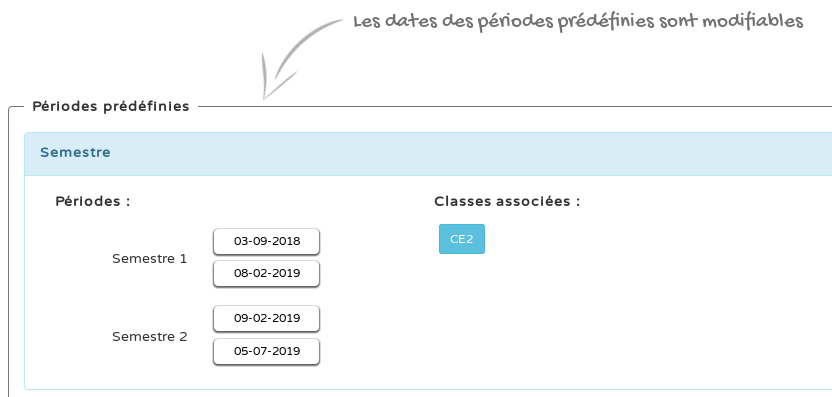 Les dates des périodes prédéfinies sont modifiables
Périodes prédéfinies
Semestre
Périodes :
Classes associées :
CE2
Semestre 1
03-09-2018
08-02-2019
Semestre 2
09-02-2019
05-07-2019